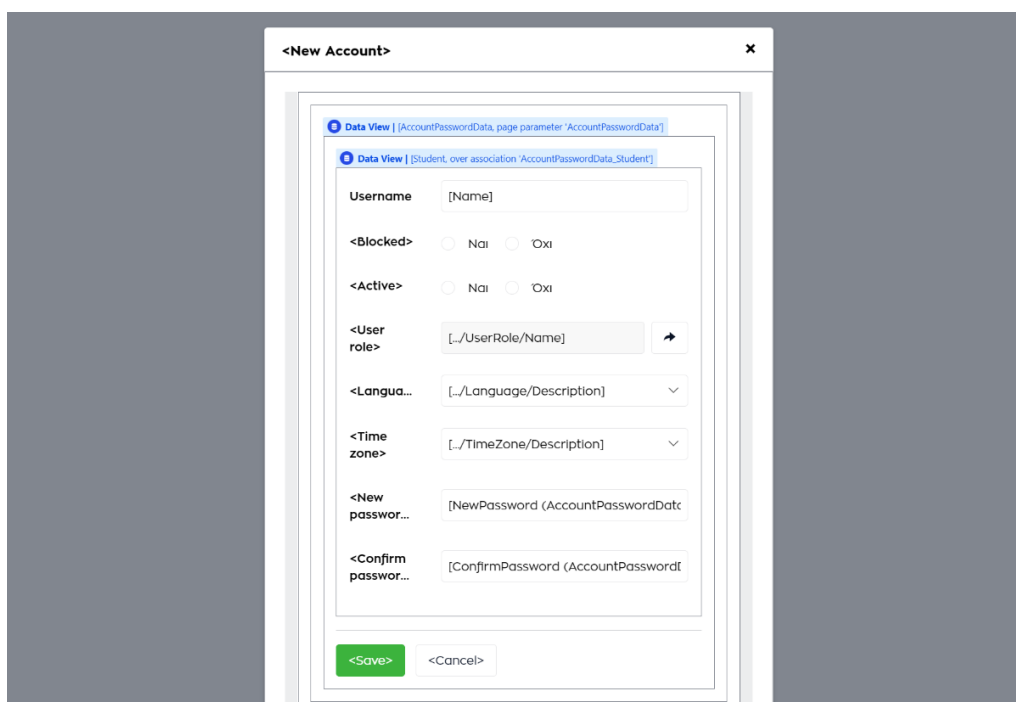 <New Account>
Data View | [AccountPasswordData, page parameter 'AccountPasswordData']
Data View | [Student, over association 'AccountPasswordData_Student']
Username [Name]
<Blocked> Ναι Όχι
<Active> Ναι Όχι
<User
role> [.../UserRole/Name]
<Langua... [.../Language/Description]
<Time
zone> [.../TimeZone/Description]
<New
passwor... [NewPassword (AccountPasswordData
<Confirm
passwor... [ConfirmPassword (AccountPasswordD
<Save> <Cancel>